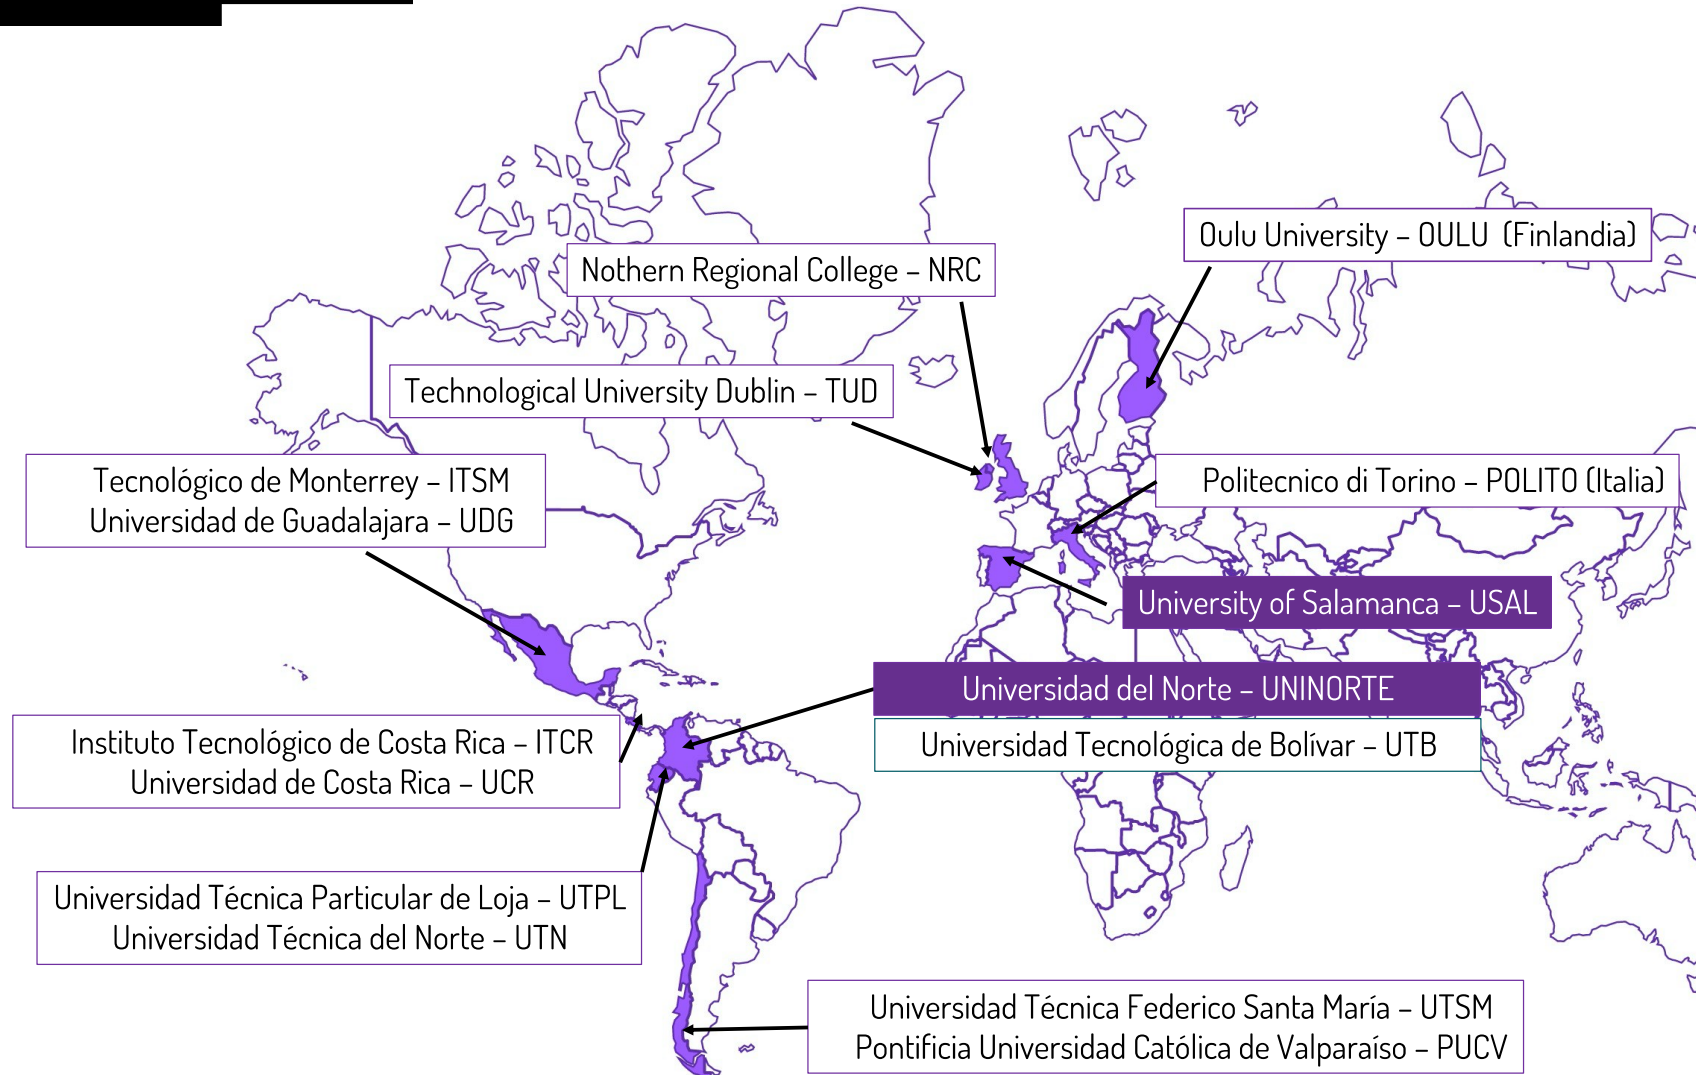 Oulu University – OULU (Finlandia)
Nothern Regional College – NRC
Technological University Dublin – TUD
Tecnológico de Monterrey – ITSM
Universidad de Guadalajara – UDG
Politecnico di Torino – POLITO (Italia)
University of Salamanca – USAL
Universidad del Norte – UNINORTE
Universidad Tecnológica de Bolívar – UTB
Instituto Tecnológico de Costa Rica – ITCR
Universidad de Costa Rica – UCR
Universidad Técnica Particular de Loja – UTPL
Universidad Técnica del Norte – UTN
Universidad Técnica Federico Santa María – UTSM
Pontificia Universidad Católica de Valparaíso – PUCV